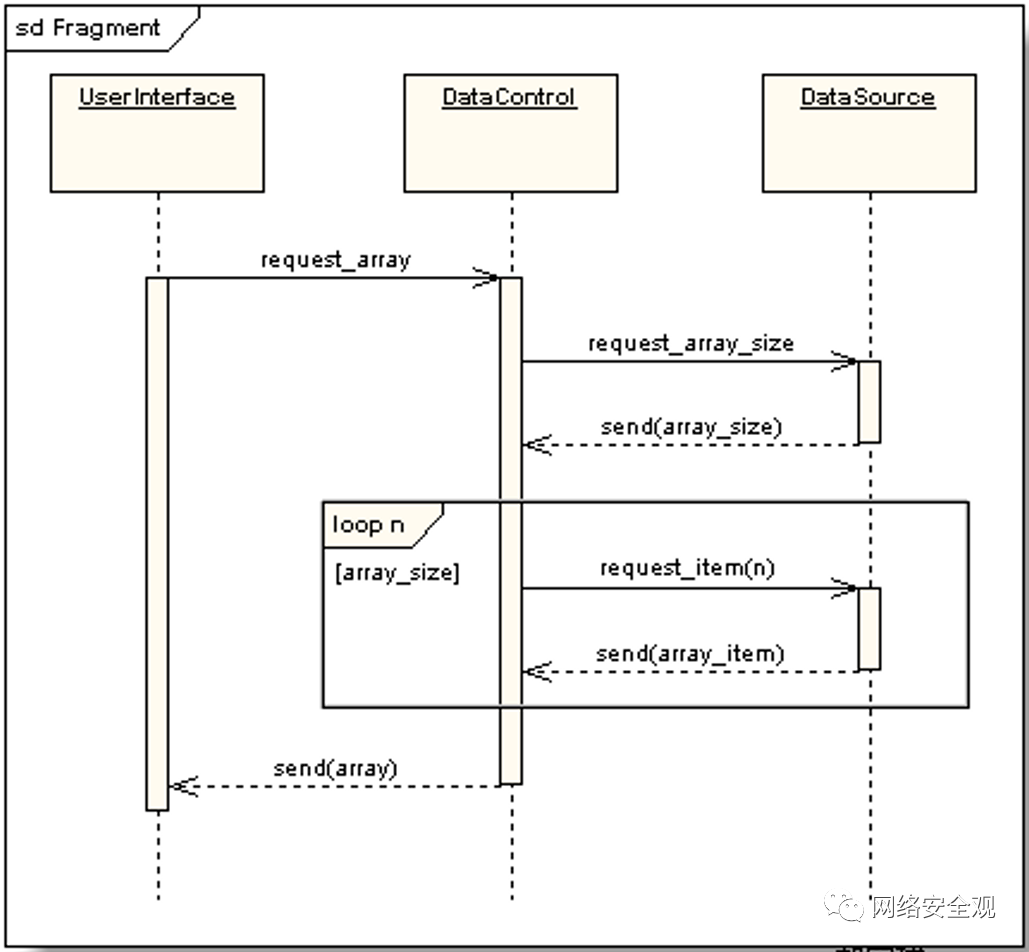 sd Fragment
UserInterface
DataControl
DataSource
request_array
request_array_size
send(array_size)
loop n
[array_size]
request_item(n)
send(array_item)
send(array)
网络安全观